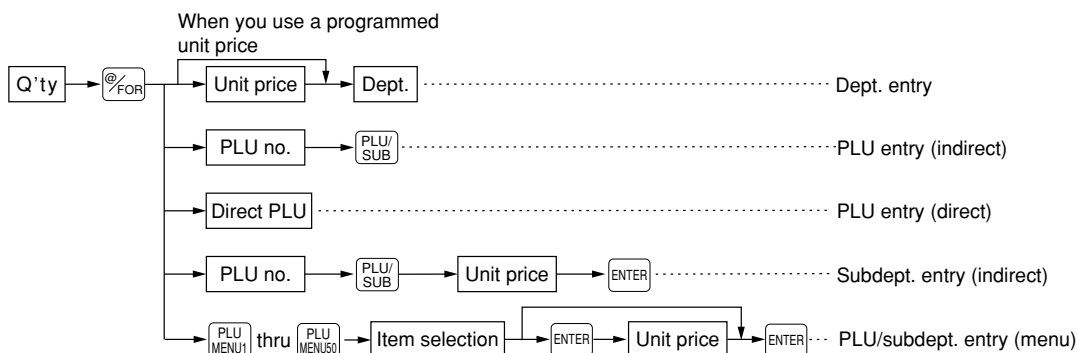 When you use a programmed
unit price
Q'ty @/FOR Unit price Dept. Dept. entry
PLU no. PLU/SUB PLU entry (indirect)
Direct PLU PLU entry (direct)
PLU no. PLU/SUB Unit price ENTER Subdept. entry (indirect)
PLU MENU1 thru PLU MENU50 Item selection ENTER Unit price ENTER PLU/subdept. entry (menu)